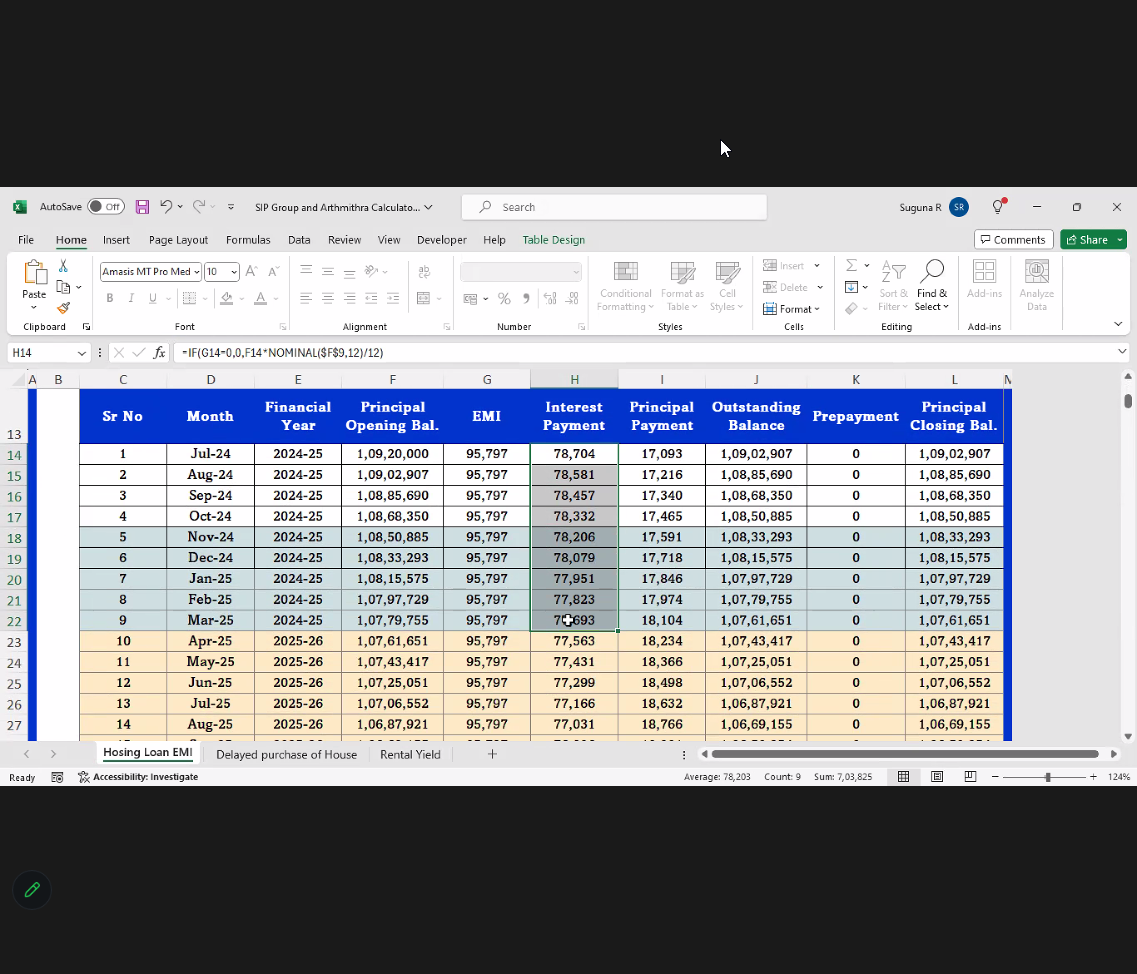 AutoSave Off SIP Group and Arthmithra Calculato... Search Suguna R SR
File Home Insert Page Layout Formulas Data Review View Developer Help Table Design Comments Share
Paste Amasis MT Pro Med 10 Insert Delete Format
B I U Conditional Formatting Format as Table Cell Styles Sort & Filter Find & Select Add-ins Analyze Data
Clipboard Font Alignment Number Styles Cells Editing Add-ins
H14 fx =IF(G14=0,0,F14*NOMINAL($F$9,12)/12)
A B C D E F G H I J K L M
13 Sr No Month Financial Year Principal Opening Bal. EMI Interest Payment Principal Payment Outstanding Balance Prepayment Principal Closing Bal.
14 1 Jul-24 2024-25 1,09,20,000 95,797 78,704 17,093 1,09,02,907 0 1,09,02,907
15 2 Aug-24 2024-25 1,09,02,907 95,797 78,581 17,216 1,08,85,690 0 1,08,85,690
16 3 Sep-24 2024-25 1,08,85,690 95,797 78,457 17,340 1,08,68,350 0 1,08,68,350
17 4 Oct-24 2024-25 1,08,68,350 95,797 78,332 17,465 1,08,50,885 0 1,08,50,885
18 5 Nov-24 2024-25 1,08,50,885 95,797 78,206 17,591 1,08,33,293 0 1,08,33,293
19 6 Dec-24 2024-25 1,08,33,293 95,797 78,079 17,718 1,08,15,575 0 1,08,15,575
20 7 Jan-25 2024-25 1,08,15,575 95,797 77,951 17,846 1,07,97,729 0 1,07,97,729
21 8 Feb-25 2024-25 1,07,97,729 95,797 77,823 17,974 1,07,79,755 0 1,07,79,755
22 9 Mar-25 2024-25 1,07,79,755 95,797 18,104 1,07,61,651 0 1,07,61,651
23 10 Apr-25 2025-26 1,07,61,651 95,797 77,563 18,234 1,07,43,417 0 1,07,43,417
24 11 May-25 2025-26 1,07,43,417 95,797 77,431 18,366 1,07,25,051 0 1,07,25,051
25 12 Jun-25 2025-26 1,07,25,051 95,797 77,299 18,498 1,07,06,552 0 1,07,06,552
26 13 Jul-25 2025-26 1,07,06,552 95,797 77,166 18,632 1,06,87,921 0 1,06,87,921
27 14 Aug-25 2025-26 1,06,87,921 95,797 77,031 18,766 1,06,69,155 0 1,06,69,155
Hosing Loan EMI Delayed purchase of House Rental Yield
Ready Accessibility: Investigate Average: 78,203 Count: 9 Sum: 7,03,825 124%